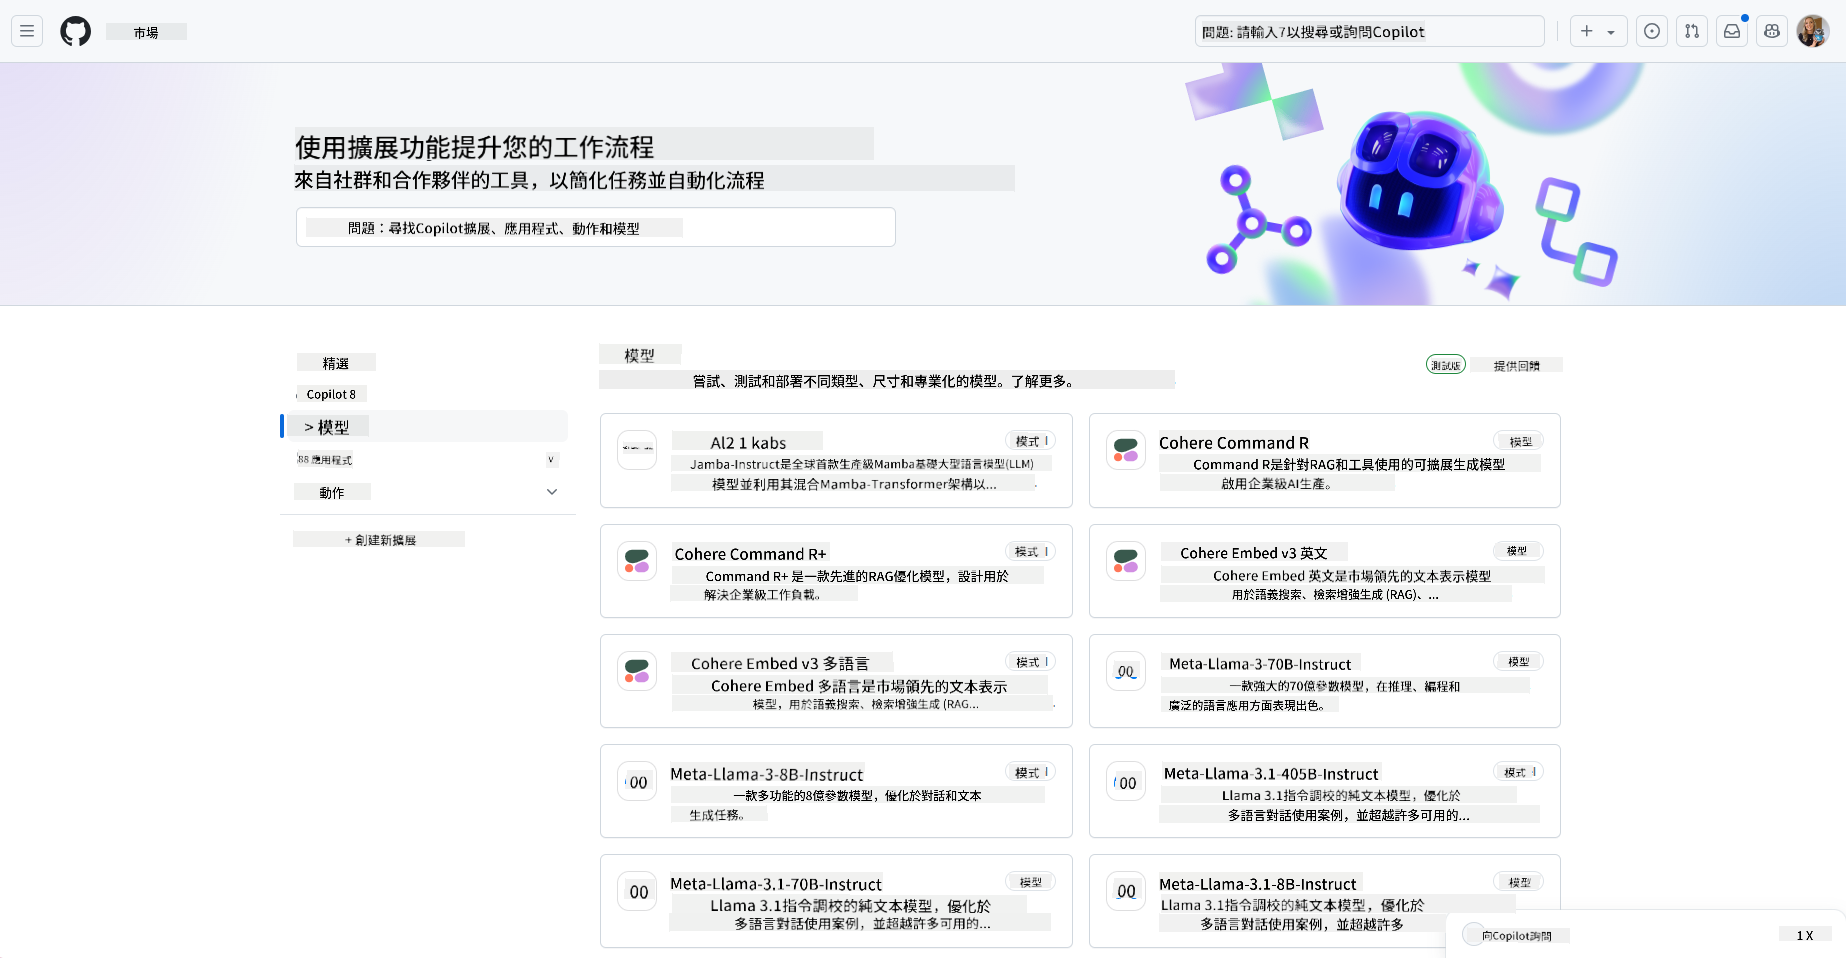 市場
問題: 請輸入7以搜尋或詢問Copilot
使用擴展功能提升您的工作流程
來自社群和合作夥伴的工具，以簡化任務並自動化流程
問題：尋找Copilot擴展、應用程式、動作和模型
精選
Copilot 8
> 模型
88 應用程式
v
動作
+ 創建新擴展
模型
嘗試、測試和部署不同類型、尺寸和專業化的模型。了解更多。
測試版
提供回饋
Al2 1 kabs
模式 l
Jamba-Instruct是全球首款生產級Mamba基礎大型語言模型(LLM)
模型並利用其混合Mamba-Transformer架構以...
Cohere Command R
模型
Command R是針對RAG和工具使用的可擴展生成模型
啟用企業級AI生產。
Cohere Command R+
模式 l
Command R+ 是一款先進的RAG優化模型，設計用於
解決企業級工作負載。
Cohere Embed v3 英文
模型
Cohere Embed 英文是市場領先的文本表示模型
用於語義搜索、檢索增強生成 (RAG)、...
Cohere Embed v3 多語言
模式 l
Cohere Embed 多語言是市場領先的文本表示
模型，用於語義搜索、檢索增強生成 (RAG...
Meta-Llama-3-70B-Instruct
模型
一款強大的70億參數模型，在推理、編程和
廣泛的語言應用方面表現出色。
Meta-Llama-3-8B-Instruct
模式 l
一款多功能的8億參數模型，優化於對話和文本
生成任務。
Meta-Llama-3.1-405B-Instruct
模式 l
Llama 3.1指令調校的純文本模型，優化於
多語言對話使用案例，並超越許多可用的...
Meta-Llama-3.1-70B-Instruct
模型
Llama 3.1指令調校的純文本模型，優化於
多語言對話使用案例，並超越許多可用的...
Meta-Llama-3.1-8B-Instruct
模型
Llama 3.1指令調校的純文本模型，優化於
多語言對話使用案例，並超越許多
向Copilot詢問
1 X